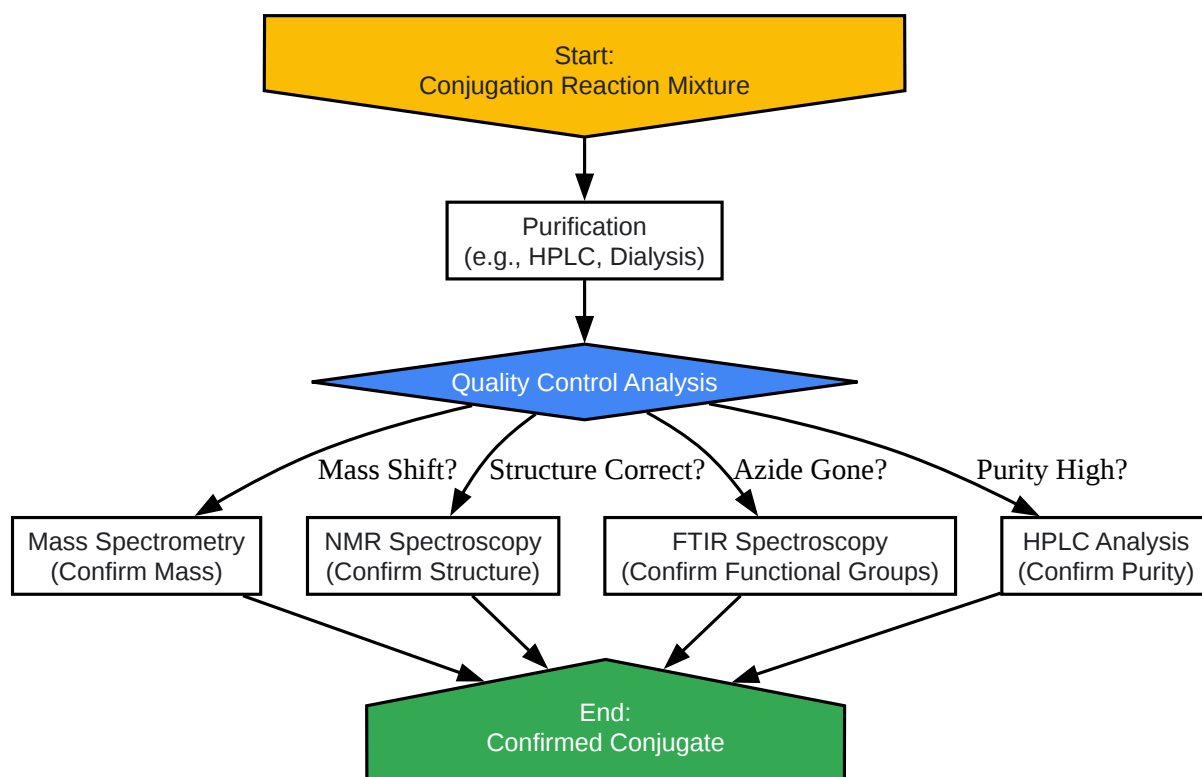 Start:
Conjugation Reaction Mixture
Purification
(e.g., HPLC, Dialysis)
Quality Control Analysis
Mass Shift?
Structure Correct?
Azide Gone?
Purity High?
Mass Spectrometry
(Confirm Mass)
NMR Spectroscopy
(Confirm Structure)
FTIR Spectroscopy
(Confirm Functional Groups)
HPLC Analysis
(Confirm Purity)
End:
Confirmed Conjugate